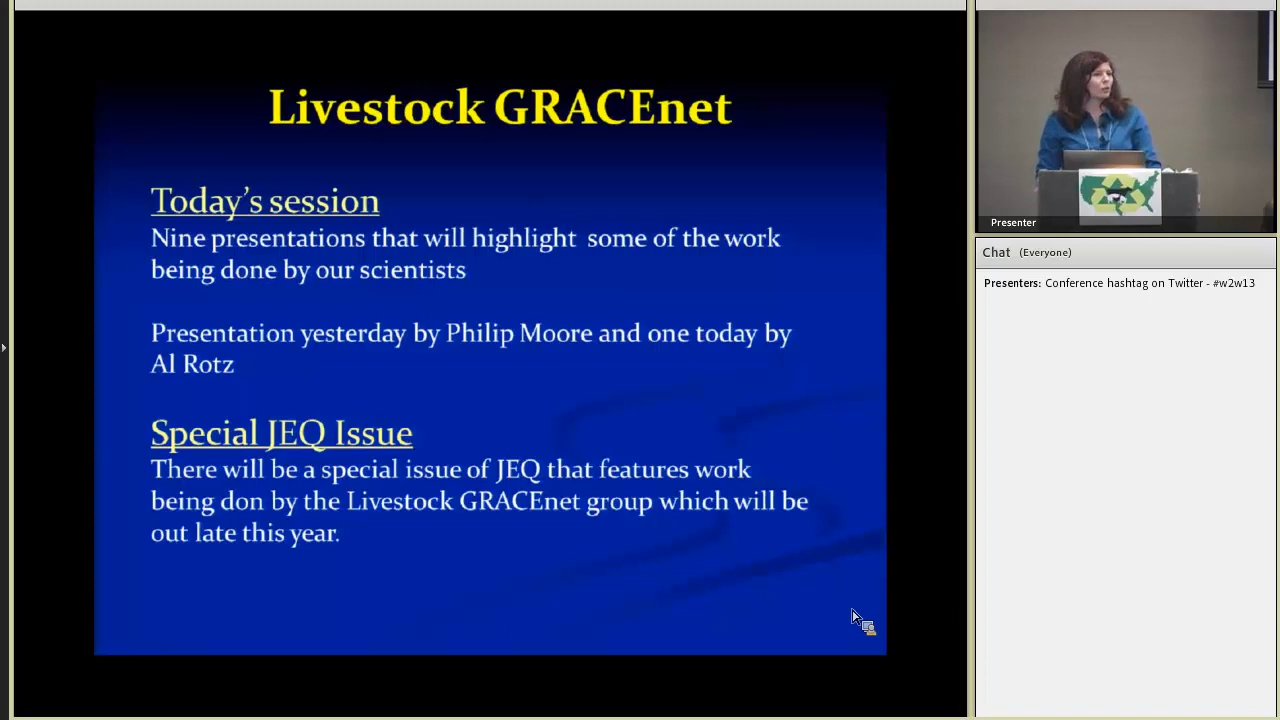 Livestock GRACEnet
Today's session
Nine presentations that will highlight some of the work
being done by our scientists
Presentation yesterday by Philip Moore and one today by
Al Rotz
Special JEQ Issue
There will be a special issue of JEQ that features work
being don by the Livestock GRACEnet group which will be
out late this year.
Presenter
Chat (Everyone)
Presenters: Conference hashtag on Twitter - #w2w13